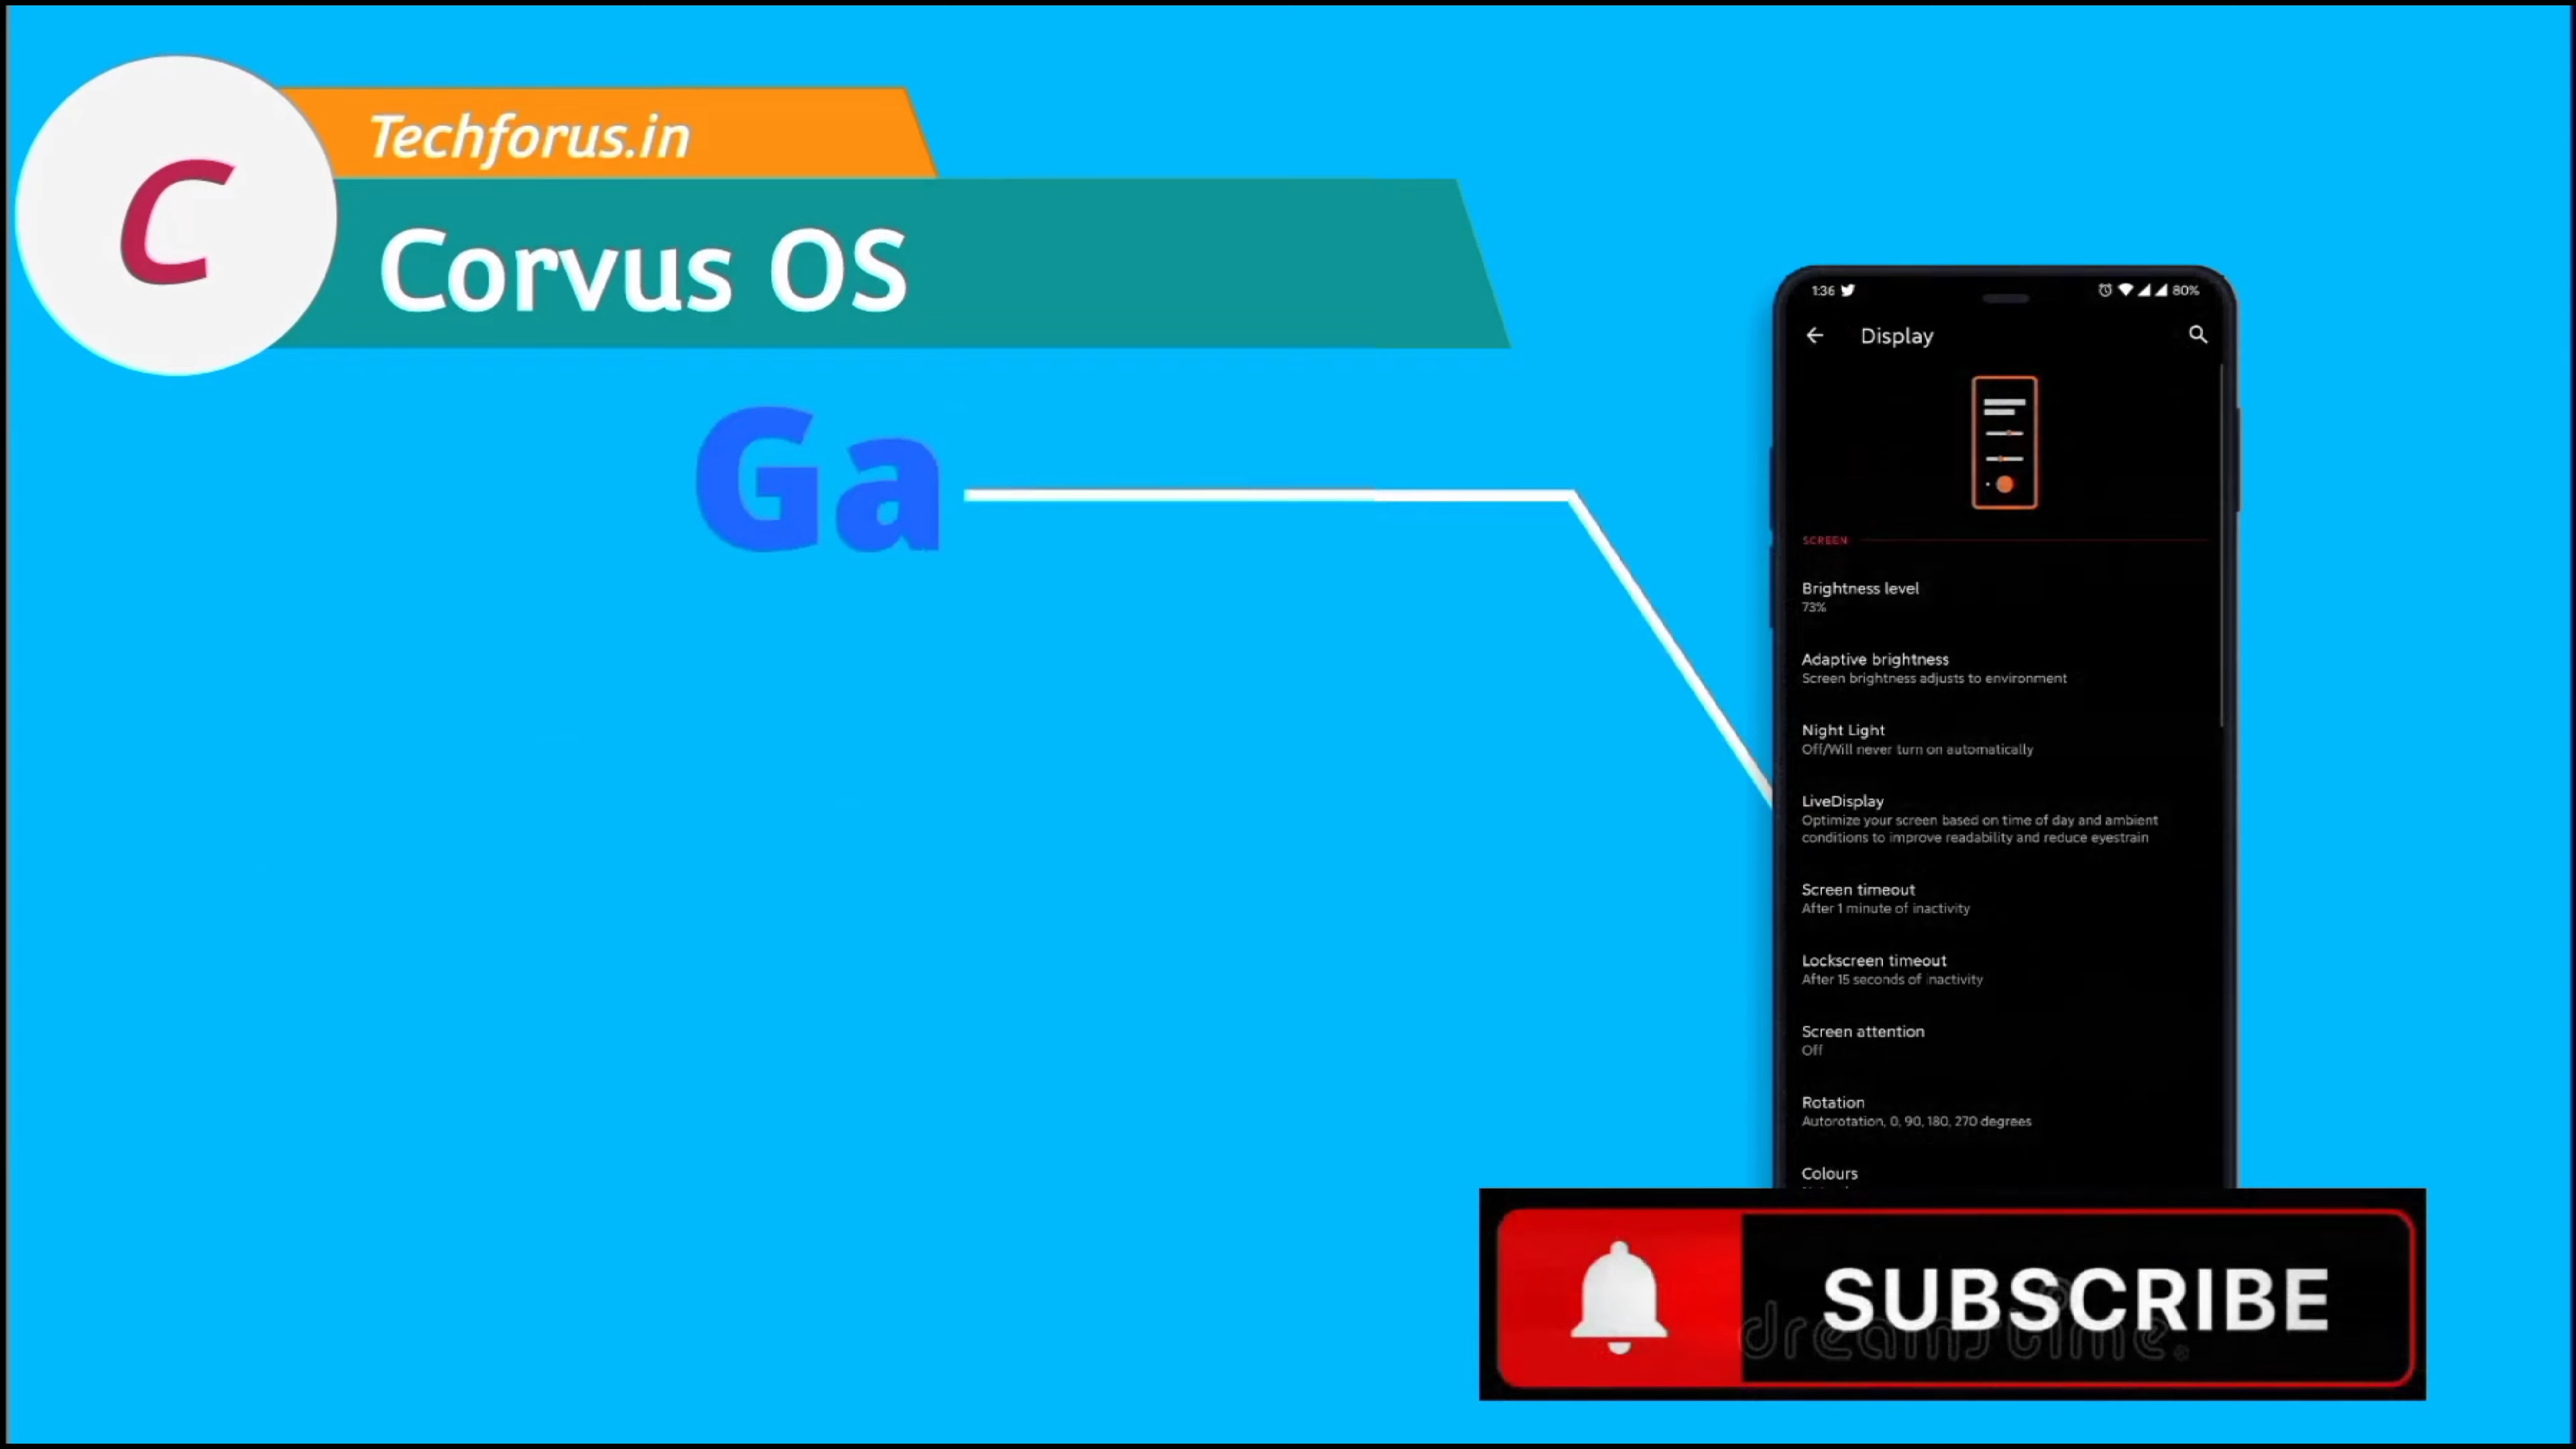 C
Techforus.in
Corvus OS
Ga
1:36
80%
Display
SCREEN
Brightness level
73%
Adaptive brightness
Screen brightness adjusts to environment
Night Light
Off/Will never turn on automatically
LiveDisplay
Optimize your screen based on time of day and ambient
conditions to improve readability and reduce eyestrain
Screen timeout
After 1 minute of inactivity
Lockscreen timeout
After 15 seconds of inactivity
Screen attention
Off
Rotation
Autorotation, 0, 90, 180, 270 degrees
Colours
SUBSCRIBE
dreamstime.